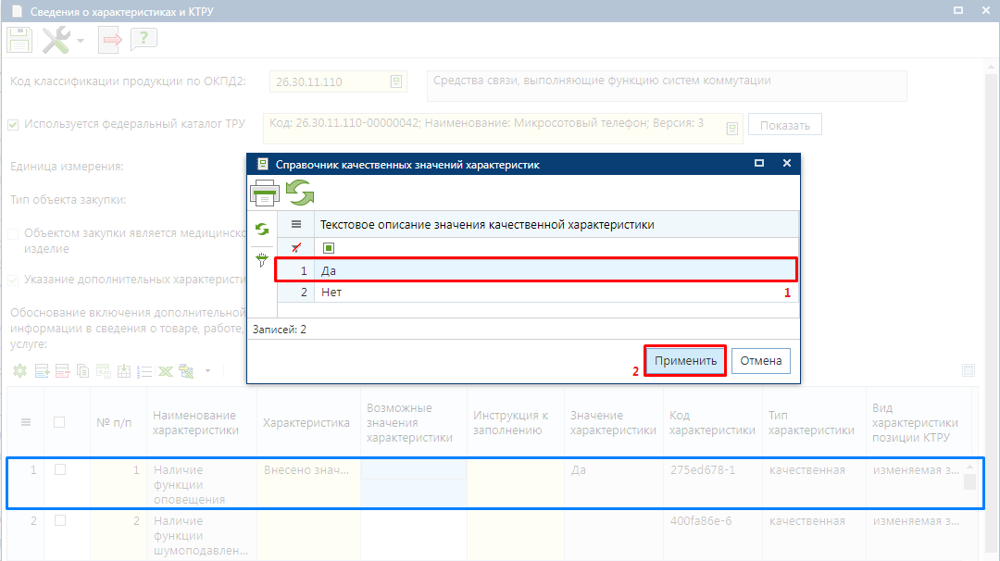 Сведения о характеристиках и КТРУ
?
Код классификации продукции по ОКПД2:
26.30.11.110
Средства связи, выполняющие функцию систем коммутации
Используется федеральный каталог ТРУ
Код: 26.30.11.110-00000042; Наименование: Микросотовый телефон; Версия: 3
Показать
Единица измерения:
Тип объекта закупки:
Объектом закупки является медицинско
изделие
Указание дополнительных характеристи
Обоснование включения дополнительной
информации в сведения о товаре, работе,
услуге:
Справочник качественных значений характеристик
Текстовое описание значения качественной характеристики
1 Да
2 Нет
1
Записей: 2
2
Применить
Отмена
№ п/п
Наименование
характеристики
Характеристика
Возможные
значения
характеристики
Инструкция к
заполнению
Значение
характеристики
Код
характеристики
Тип
характеристики
Вид
характеристики
позиции КТРУ
1 1 Наличие
функции
оповещения
Внесено знач...
Да
275ed678-1
качественная
изменяемая з...
2 2 Наличие
функции
шумоподавлен...
400fa86e-6
качественная
изменяемая з...